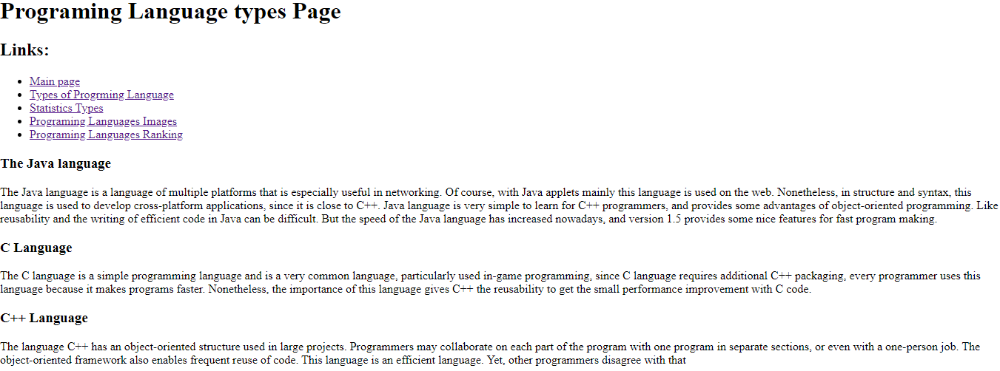 Programing Language types Page
Links:
Main page
Types of Progrming Language
Statistics Types
Programing Languages Images
Programing Languages Ranking
The Java language
The Java language is a language of multiple platforms that is especially useful in networking. Of course, with Java applets mainly this language is used on the web. Nonetheless, in structure and syntax, this
language is used to develop cross-platform applications, since it is close to C++. Java language is very simple to learn for C++ programmers, and provides some advantages of object-oriented programming. Like
reusability and the writing of efficient code in Java can be difficult. But the speed of the Java language has increased nowadays, and version 1.5 provides some nice features for fast program making.
C Language
The C language is a simple programming language and is a very common language, particularly used in-game programming, since C language requires additional C++ packaging, every programmer uses this
language because it makes programs faster. Nonetheless, the importance of this language gives C++ the reusability to get the small performance improvement with C code.
C++ Language
The language C++ has an object-oriented structure used in large projects. Programmers may collaborate on each part of the program with one program in separate sections, or even with a one-person job. The
object-oriented framework also enables frequent reuse of code. This language is an efficient language. Yet, other programmers disagree with that